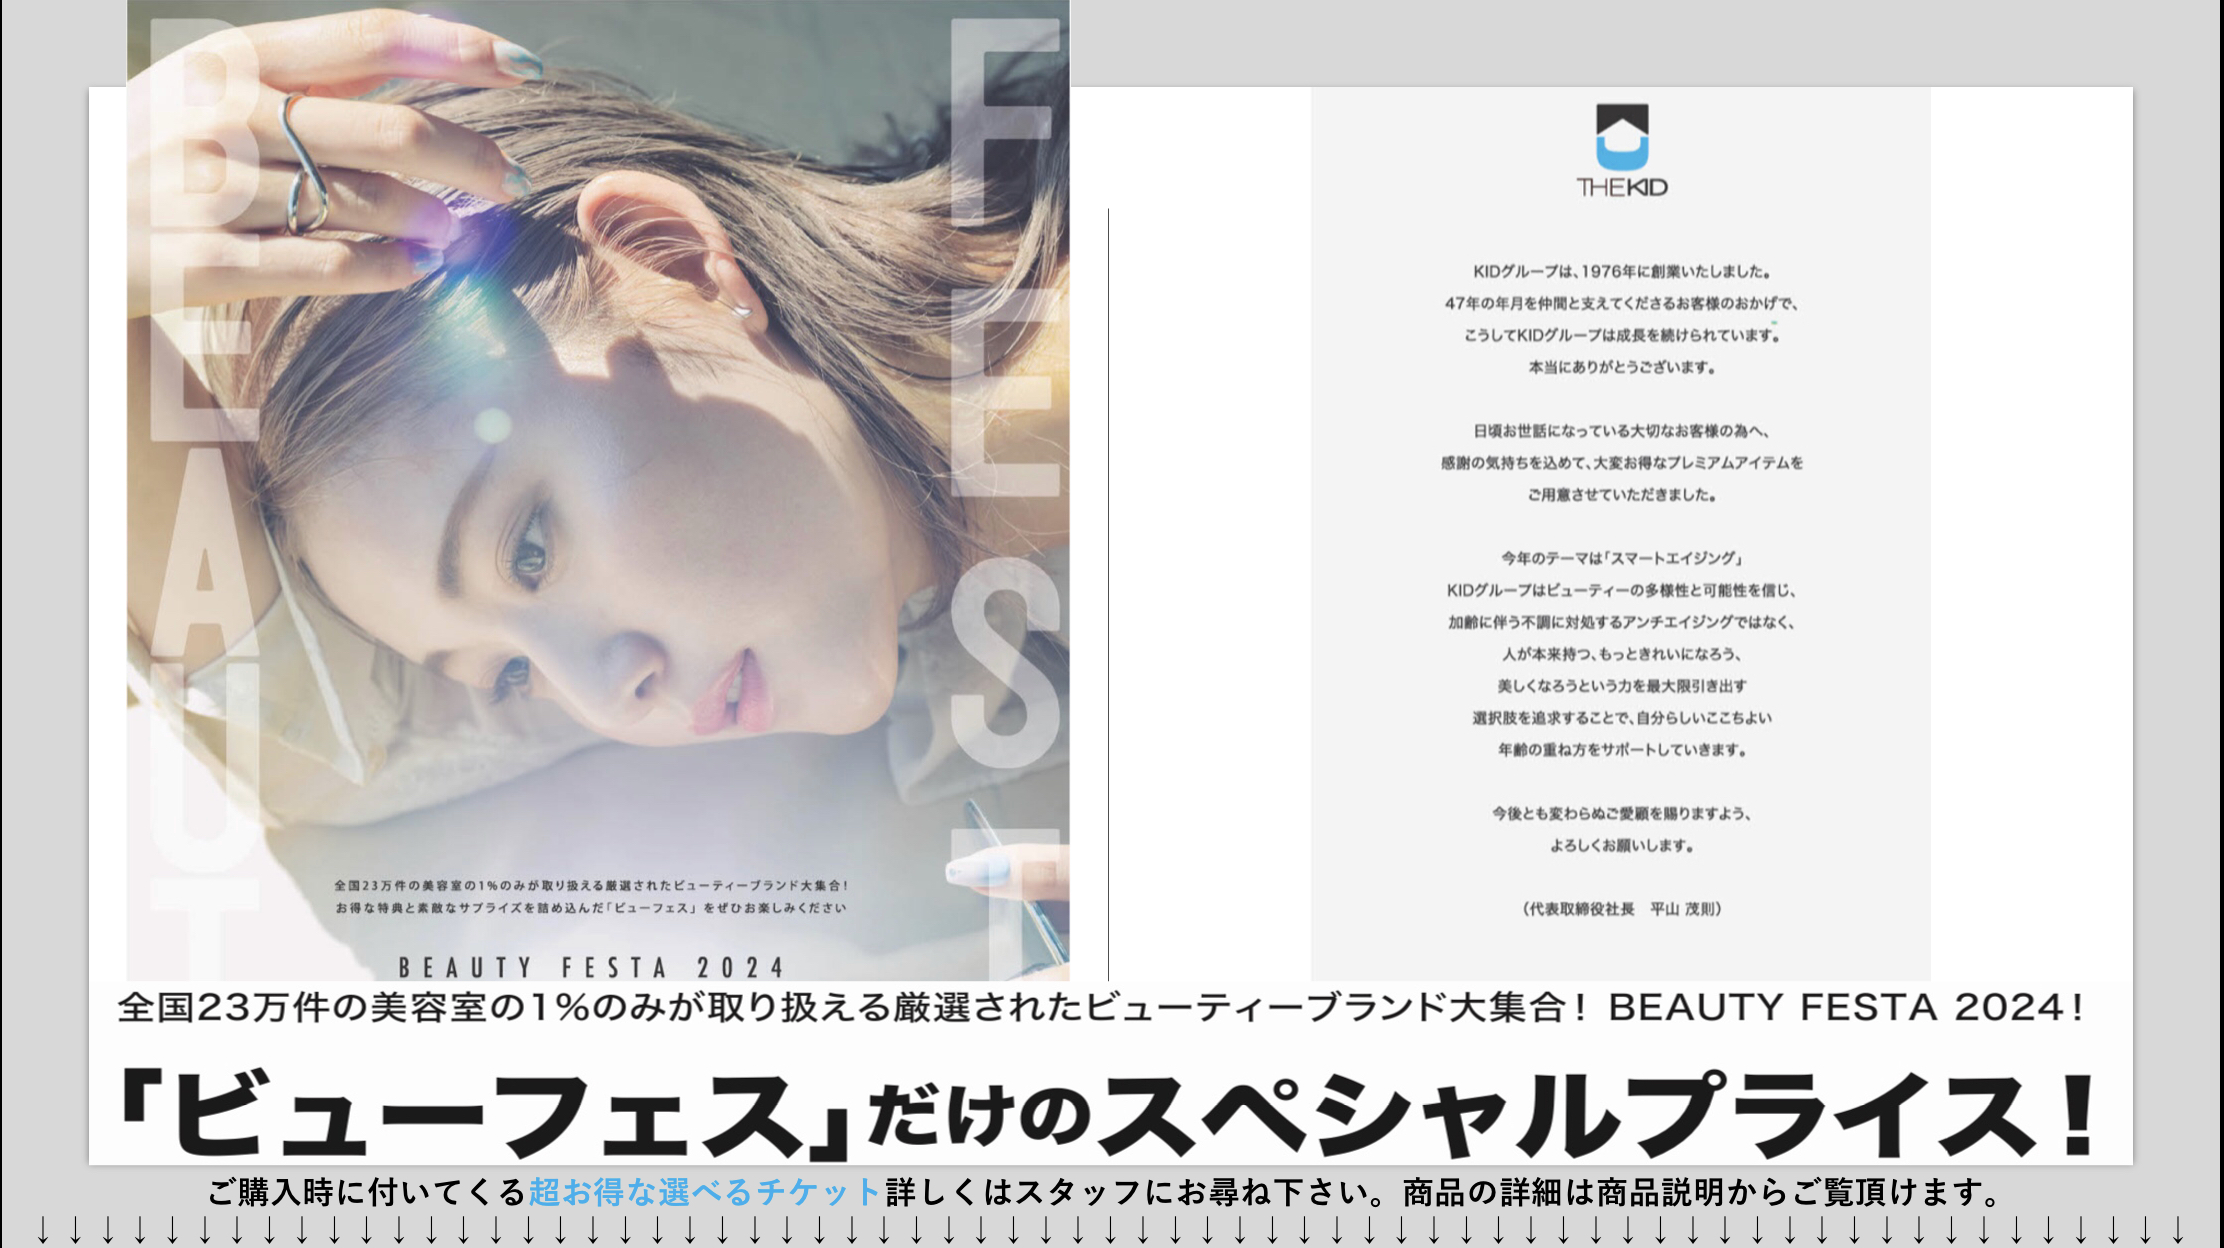 BEAUT
FEST
全国23万件の美容室の1%のみが取り扱える厳選されたビューティーブランド大集合!
お得な特典と素敵なサプライズを詰め込んだ「ビューフェス」をぜひお楽しみください
BEAUTY FESTA 2024
THEKID
KIDグループは、1976年に創業いたしました。
47年の年月を仲間と支えてくださるお客様のおかげで、
こうしてKIDグループは成長を続けられています。
本当にありがとうございます。
日頃お世話になっている大切なお客様の為へ、
感謝の気持ちを込めて、大変お得なプレミアムアイテムを
ご用意させていただきました。
今年のテーマは「スマートエイジング」
KIDグループはビューティーの多様性と可能性を信じ、
加齢に伴う不調に対処するアンチエイジングではなく、
人が本来持つ、もっときれいになろう、
美しくなろうという力を最大限引き出す
選択肢を追求することで、自分らしいここちよい
年齢の重ね方をサポートしていきます。
今後とも変わらぬご愛顧を賜りますよう、
よろしくお願いします。
(代表取締役社長 平山 茂則)
全国23万件の美容室の1%のみが取り扱える厳選されたビューティーブランド大集合! BEAUTY FESTA 2024!
「ビューフェス」だけのスペシャルプライス!
ご購入時に付いてくる超お得な選べるチケット詳しくはスタッフにお尋ね下さい。商品の詳細は商品説明からご覧頂けます。
↓↓↓↓↓↓↓↓↓↓↓↓↓↓↓↓↓↓↓↓↓↓↓↓↓↓↓↓↓↓↓↓↓↓↓↓↓↓↓↓↓↓↓↓↓↓↓↓↓↓↓↓↓↓↓↓↓↓↓↓↓↓↓↓↓↓↓